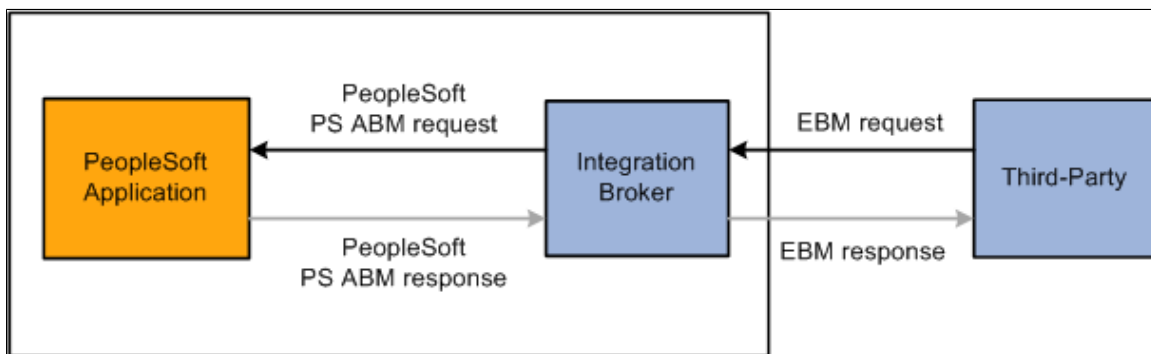 PeopleSoft
Application
PeopleSoft
PS ABM request
PeopleSoft
PS ABM response
Integration
Broker
EBM request
EBM response
Third-Party